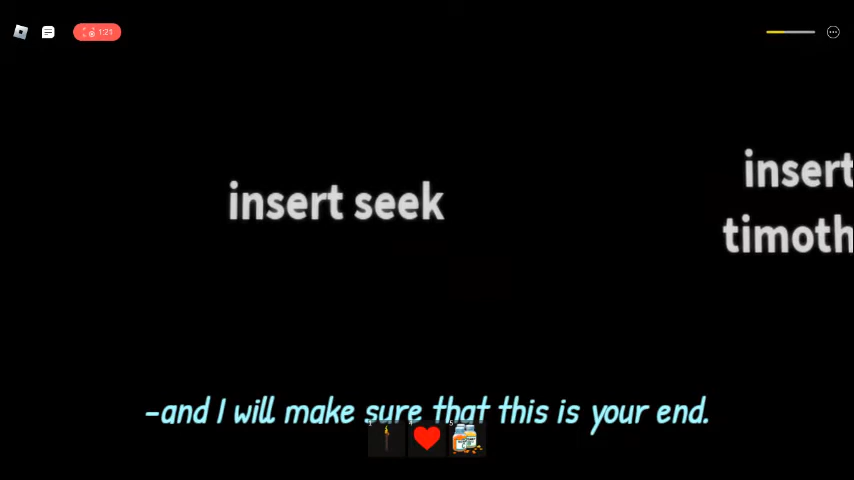 1:21
insert seek
insert
timoth
-and I will make sure that this is your end.